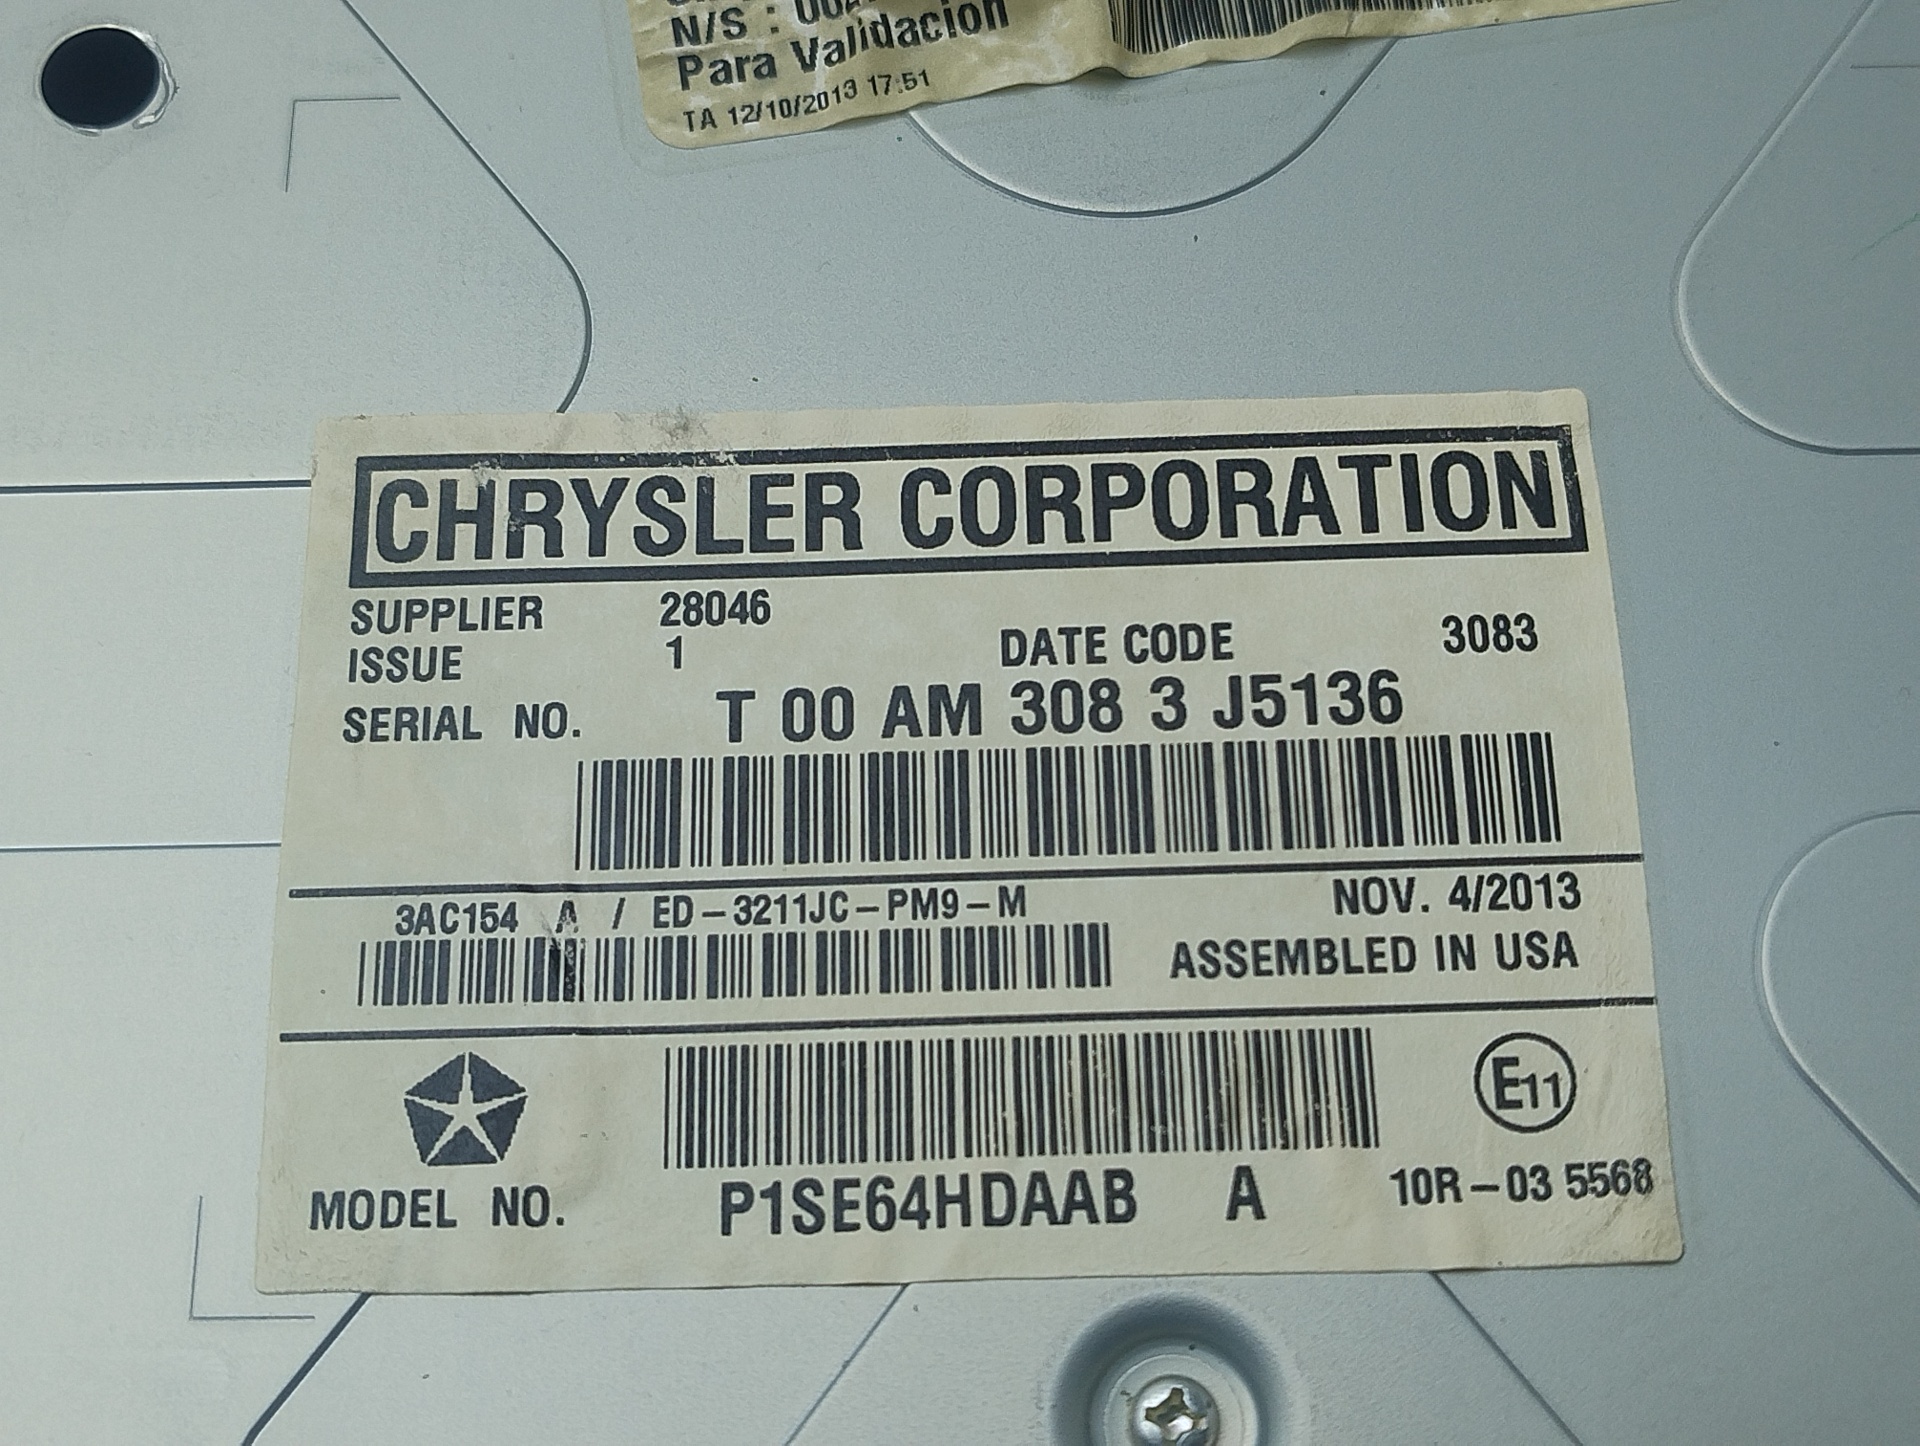 N/S :
Para Validacion
TA 12/10/2013 17:51
CHRYSLER CORPORATION
SUPPLIER 28046
ISSUE 1
DATE CODE 3083
SERIAL NO. T 00 AM 308 3 J5136
3AC154 A / ED-3211JC-PM9-M
NOV. 4/2013
ASSEMBLED IN USA
E11
MODEL NO. P1SE64HDAAB A
10R-03 5568